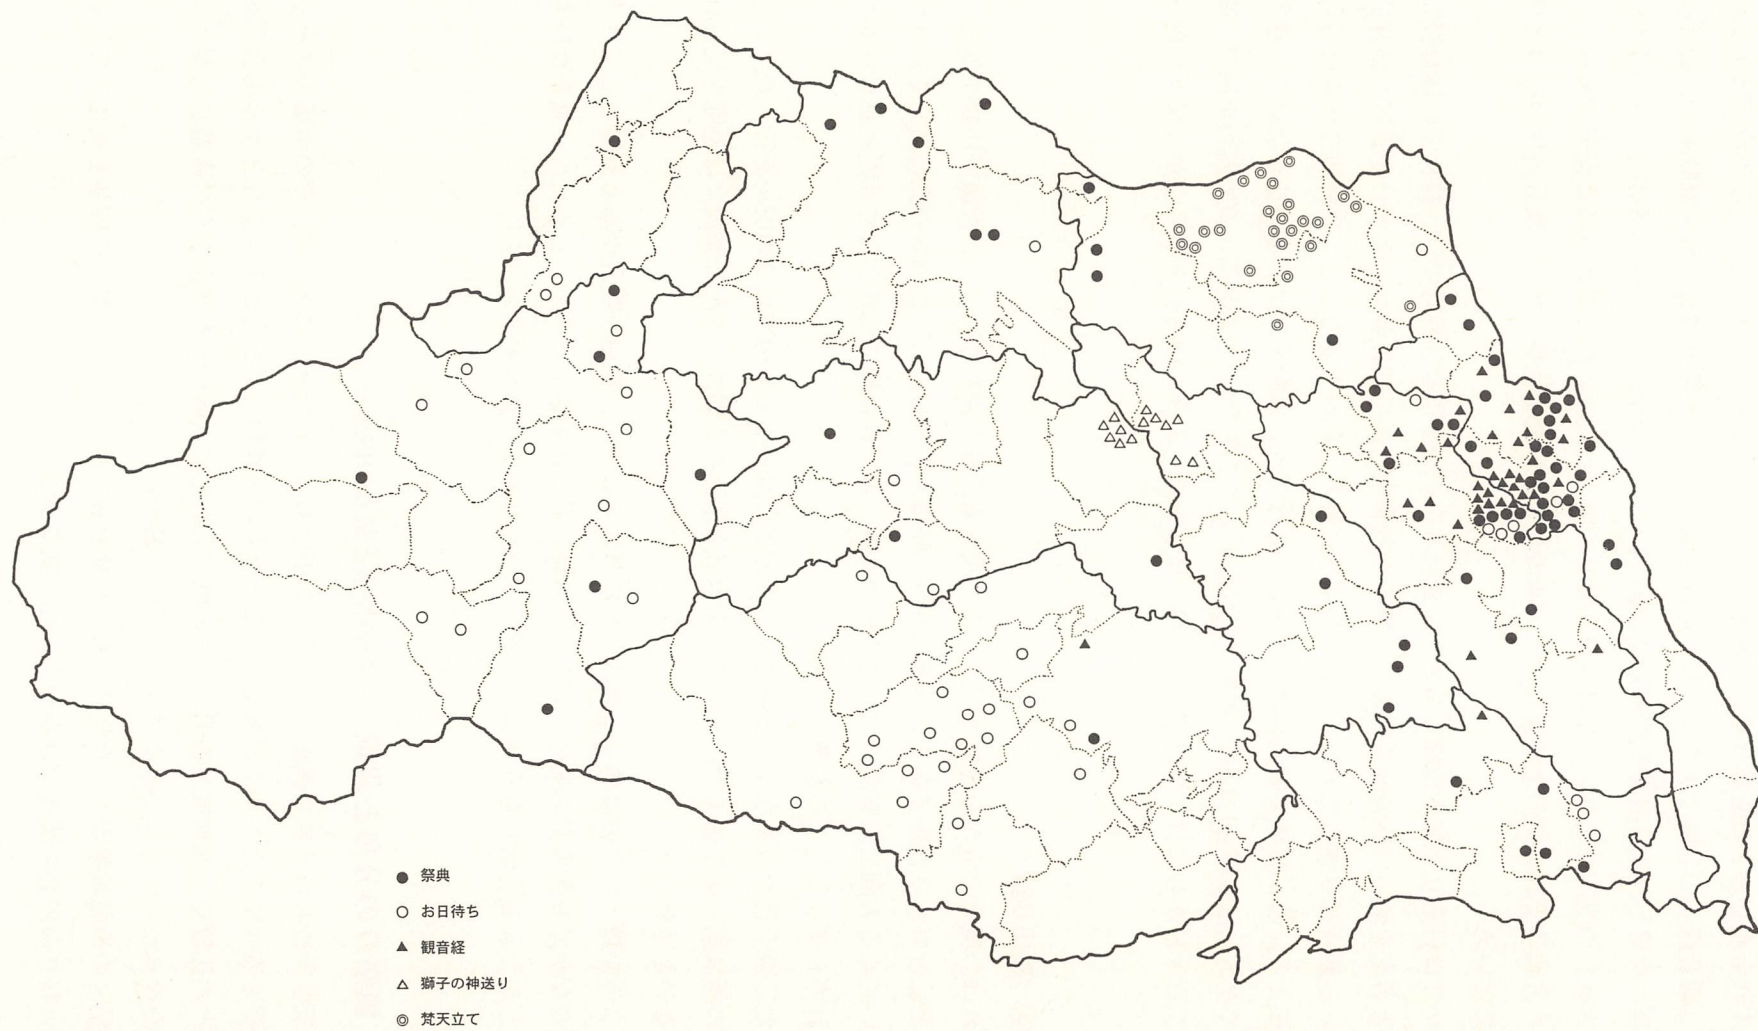 祭典
お日待ち
観音経
獅子の神送り
梵天立て